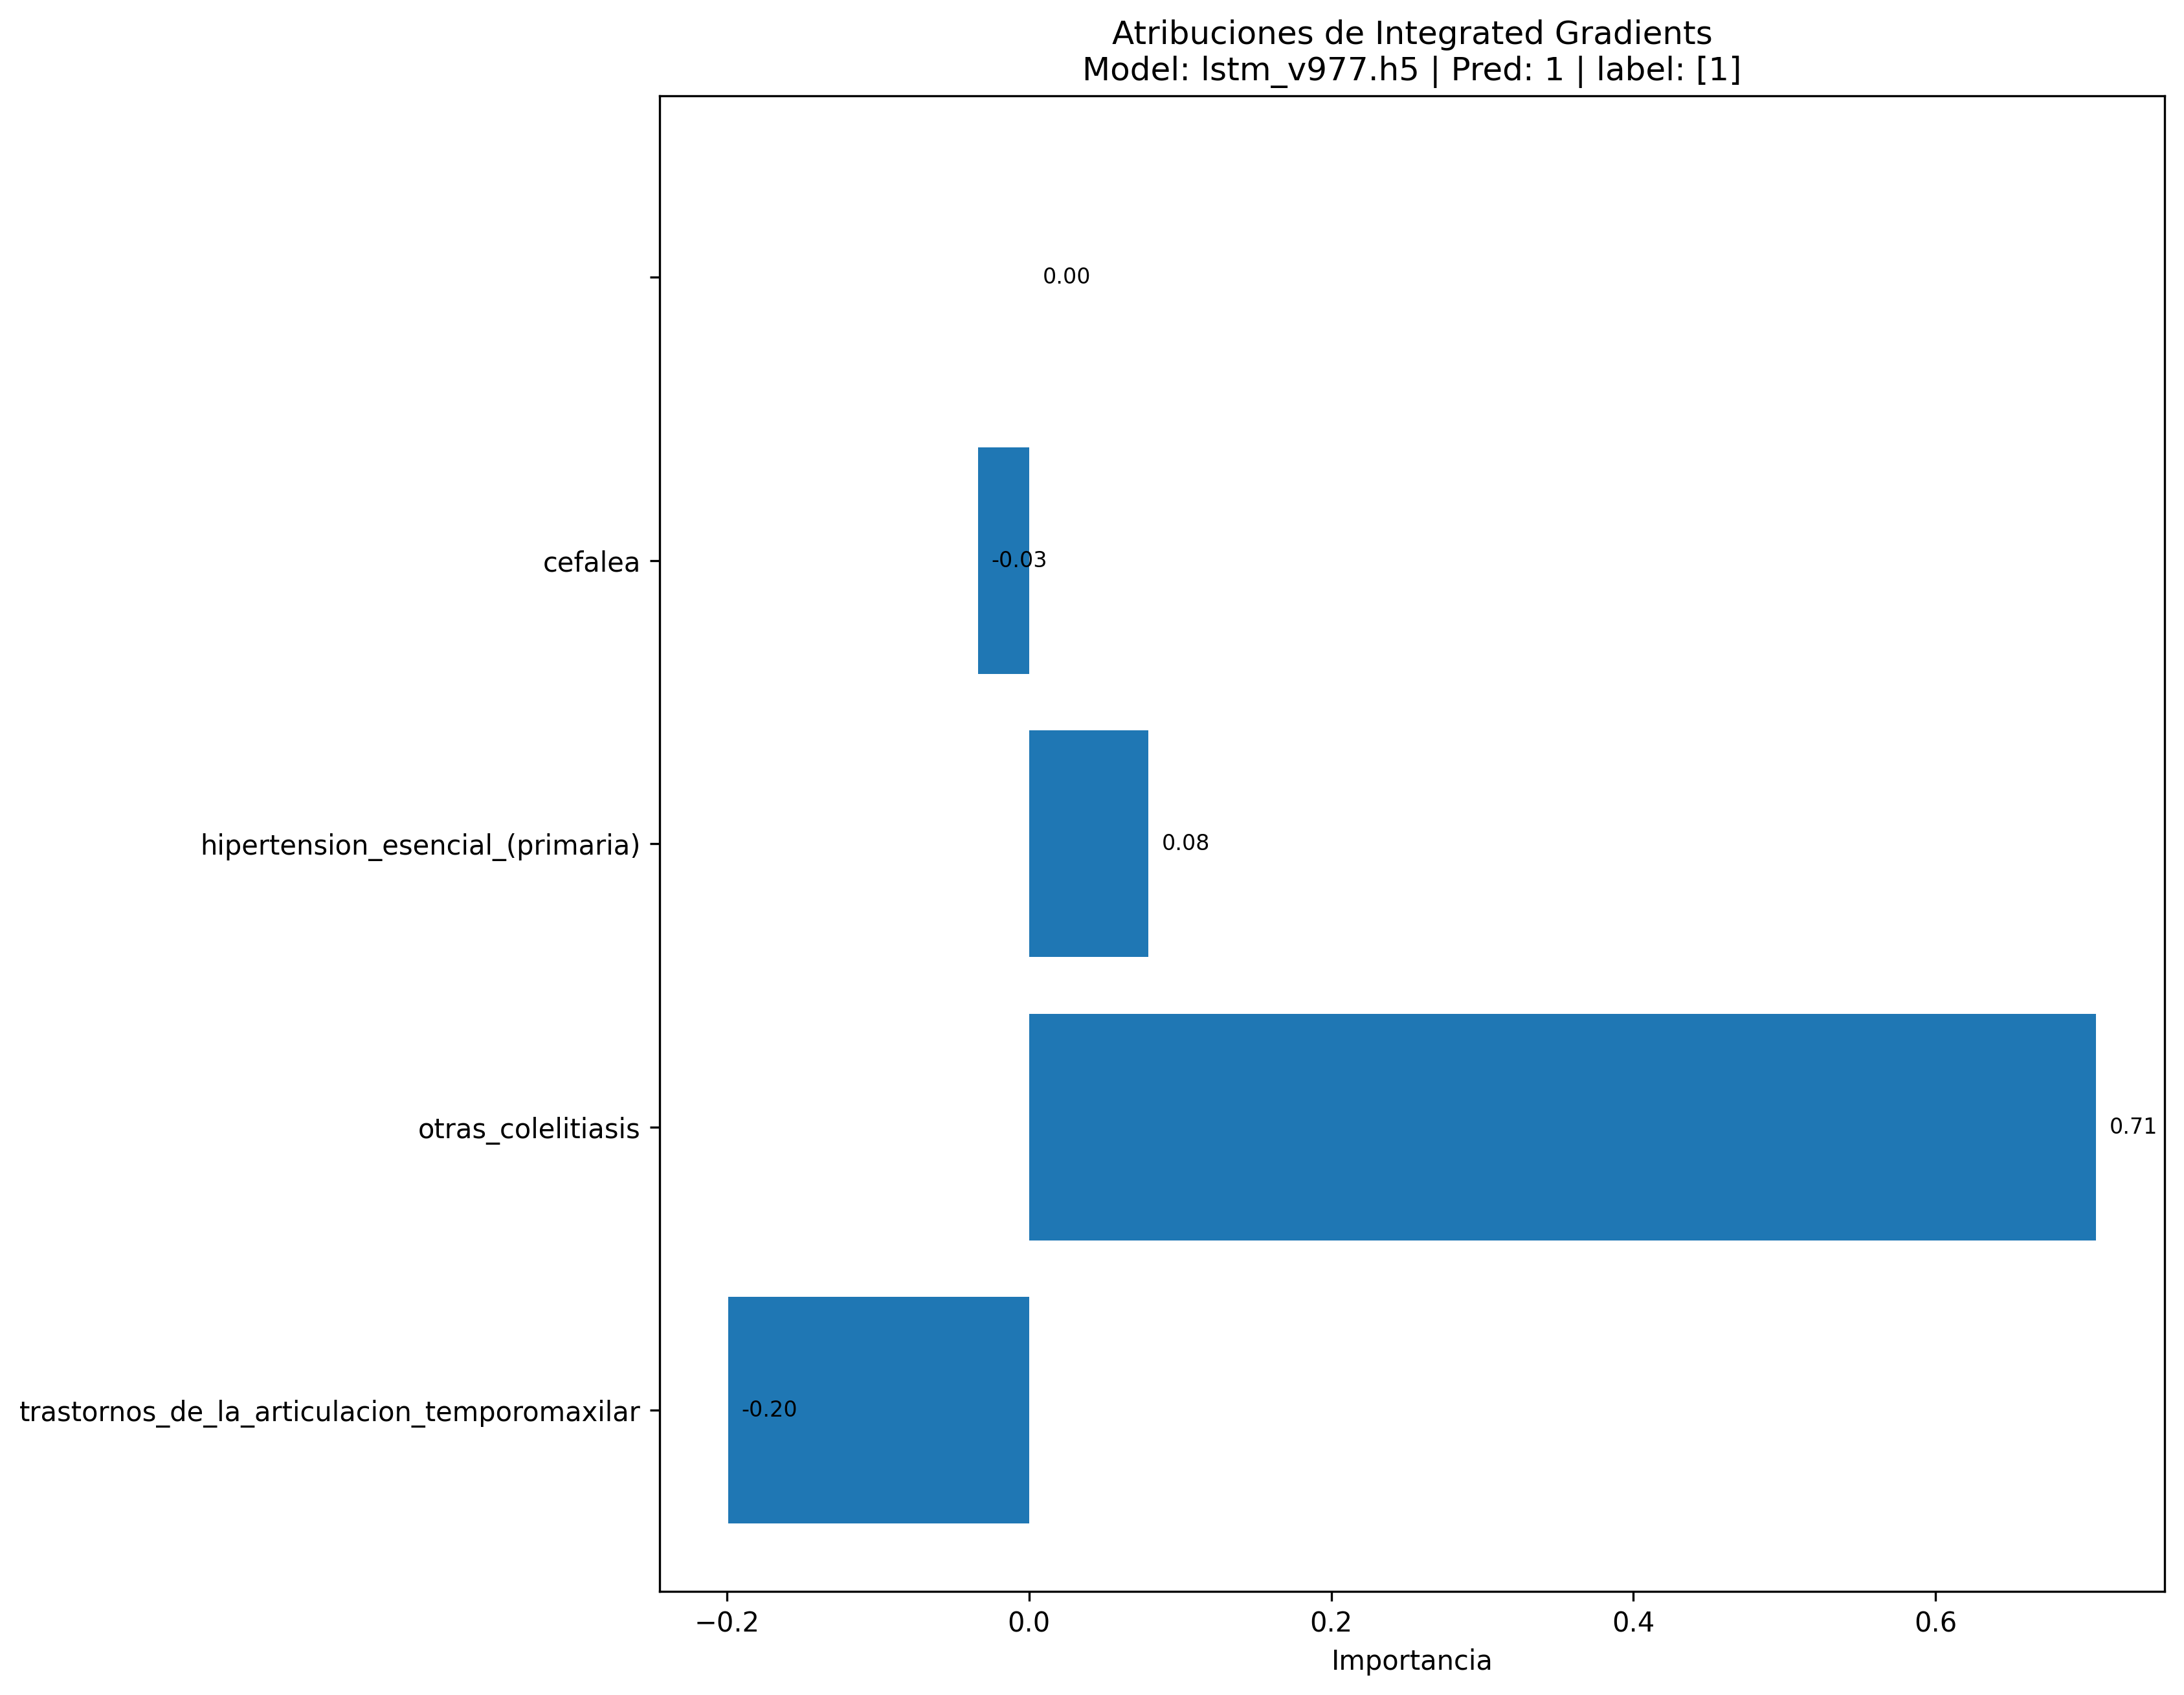 Atribuciones de Integrated Gradients
Model: lstm_v977.h5 | Pred: 1 | label: [1]
0.00
cefalea
-0.03
hipertension_esencial_(primaria)
0.08
otras_colelitiasis
0.71
trastornos_de_la_articulacion_temporomaxilar
-0.20
−0.2
0.0
0.2
0.4
0.6
Importancia